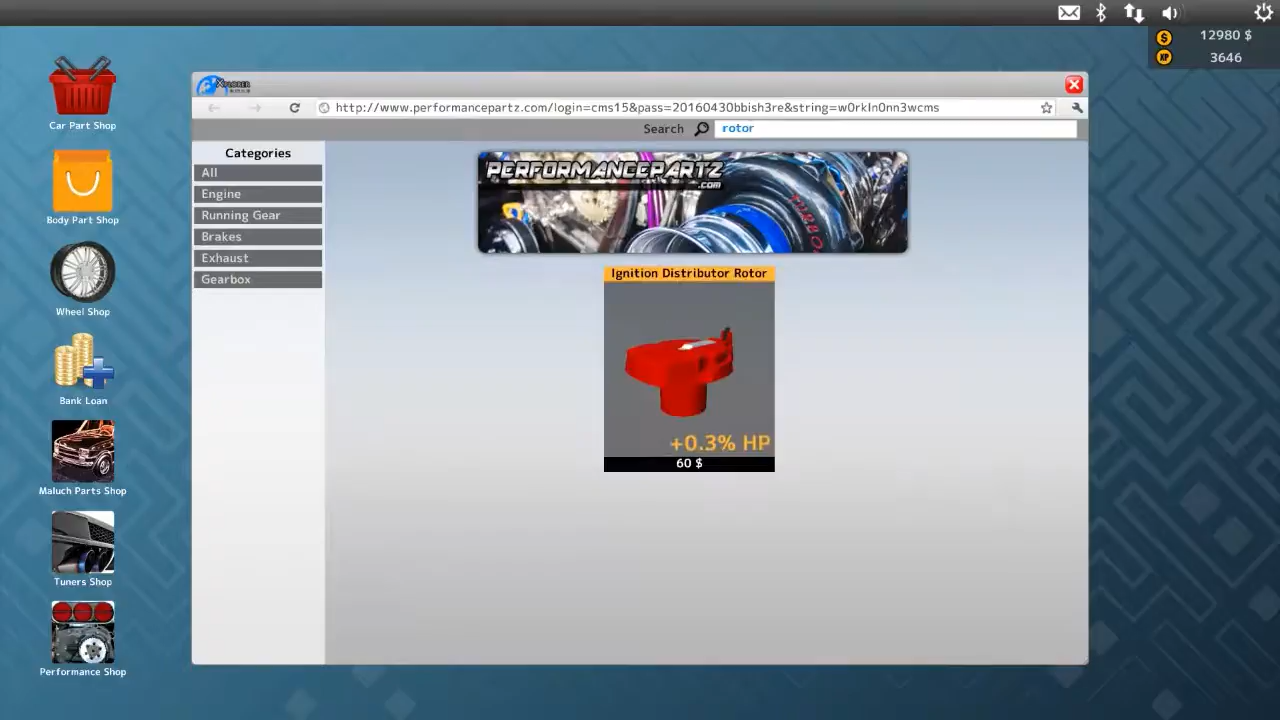 12980 $
3646
Car Part Shop
Body Part Shop
Wheel Shop
Bank Loan
Maluch Parts Shop
Tuners Shop
Performance Shop
XPLORER
http://www.performancepartz.com/login=cms15&pass=20160430bbish3re&string=w0rkIn0nn3wcms
Search rotor
Categories
All
Engine
Running Gear
Brakes
Exhaust
Gearbox
PERFORMANCEPARTZ
.com
TURBO
Ignition Distributor Rotor
+0.3% HP
60 $